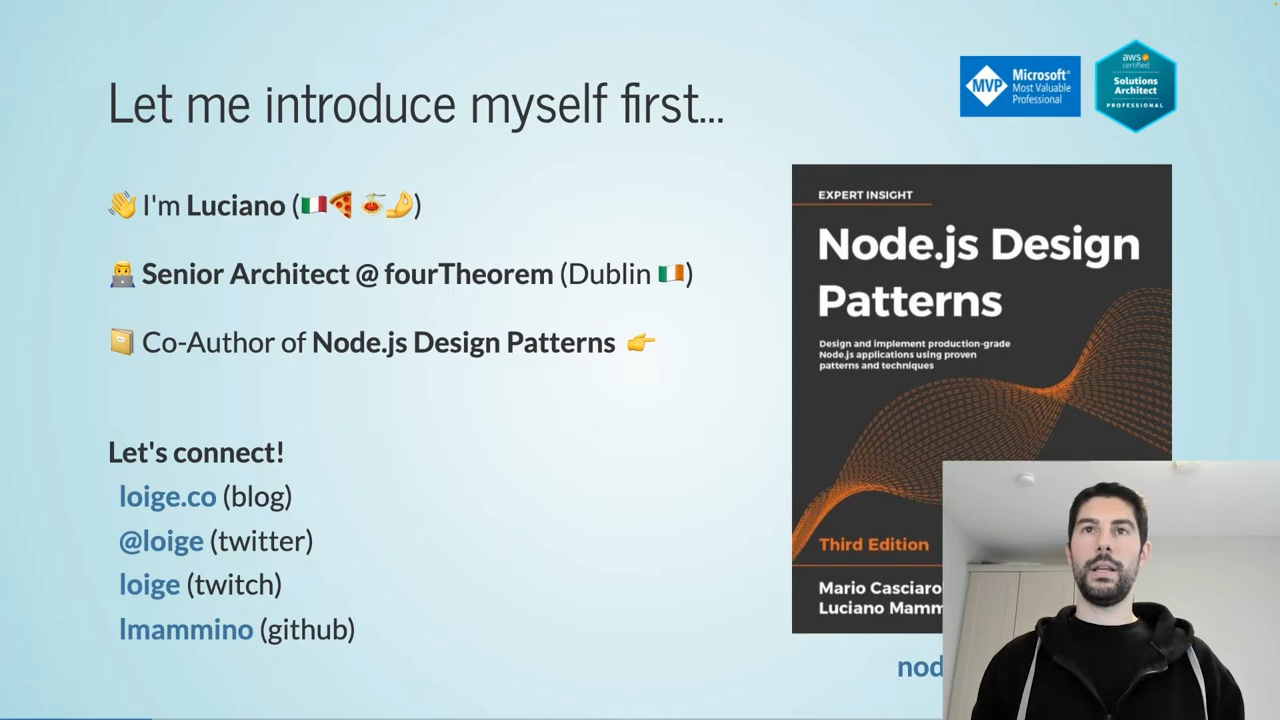 Let me introduce myself first...
Microsoft®
Most Valuable
Professional
MVP
aws
certified
Solutions
Architect
PROFESSIONAL
👋 I'm Luciano (🇮🇹🍕🍝🤌)
👨‍💻 Senior Architect @ fourTheorem (Dublin 🇮🇪)
📔 Co-Author of Node.js Design Patterns 👉
Let's connect!
loige.co (blog)
@loige (twitter)
loige (twitch)
lmammino (github)
EXPERT INSIGHT
Node.js Design
Patterns
Design and implement production-grade
Node.js applications using proven
patterns and techniques
Third Edition
Mario Casciaro
Luciano Mamm
nod